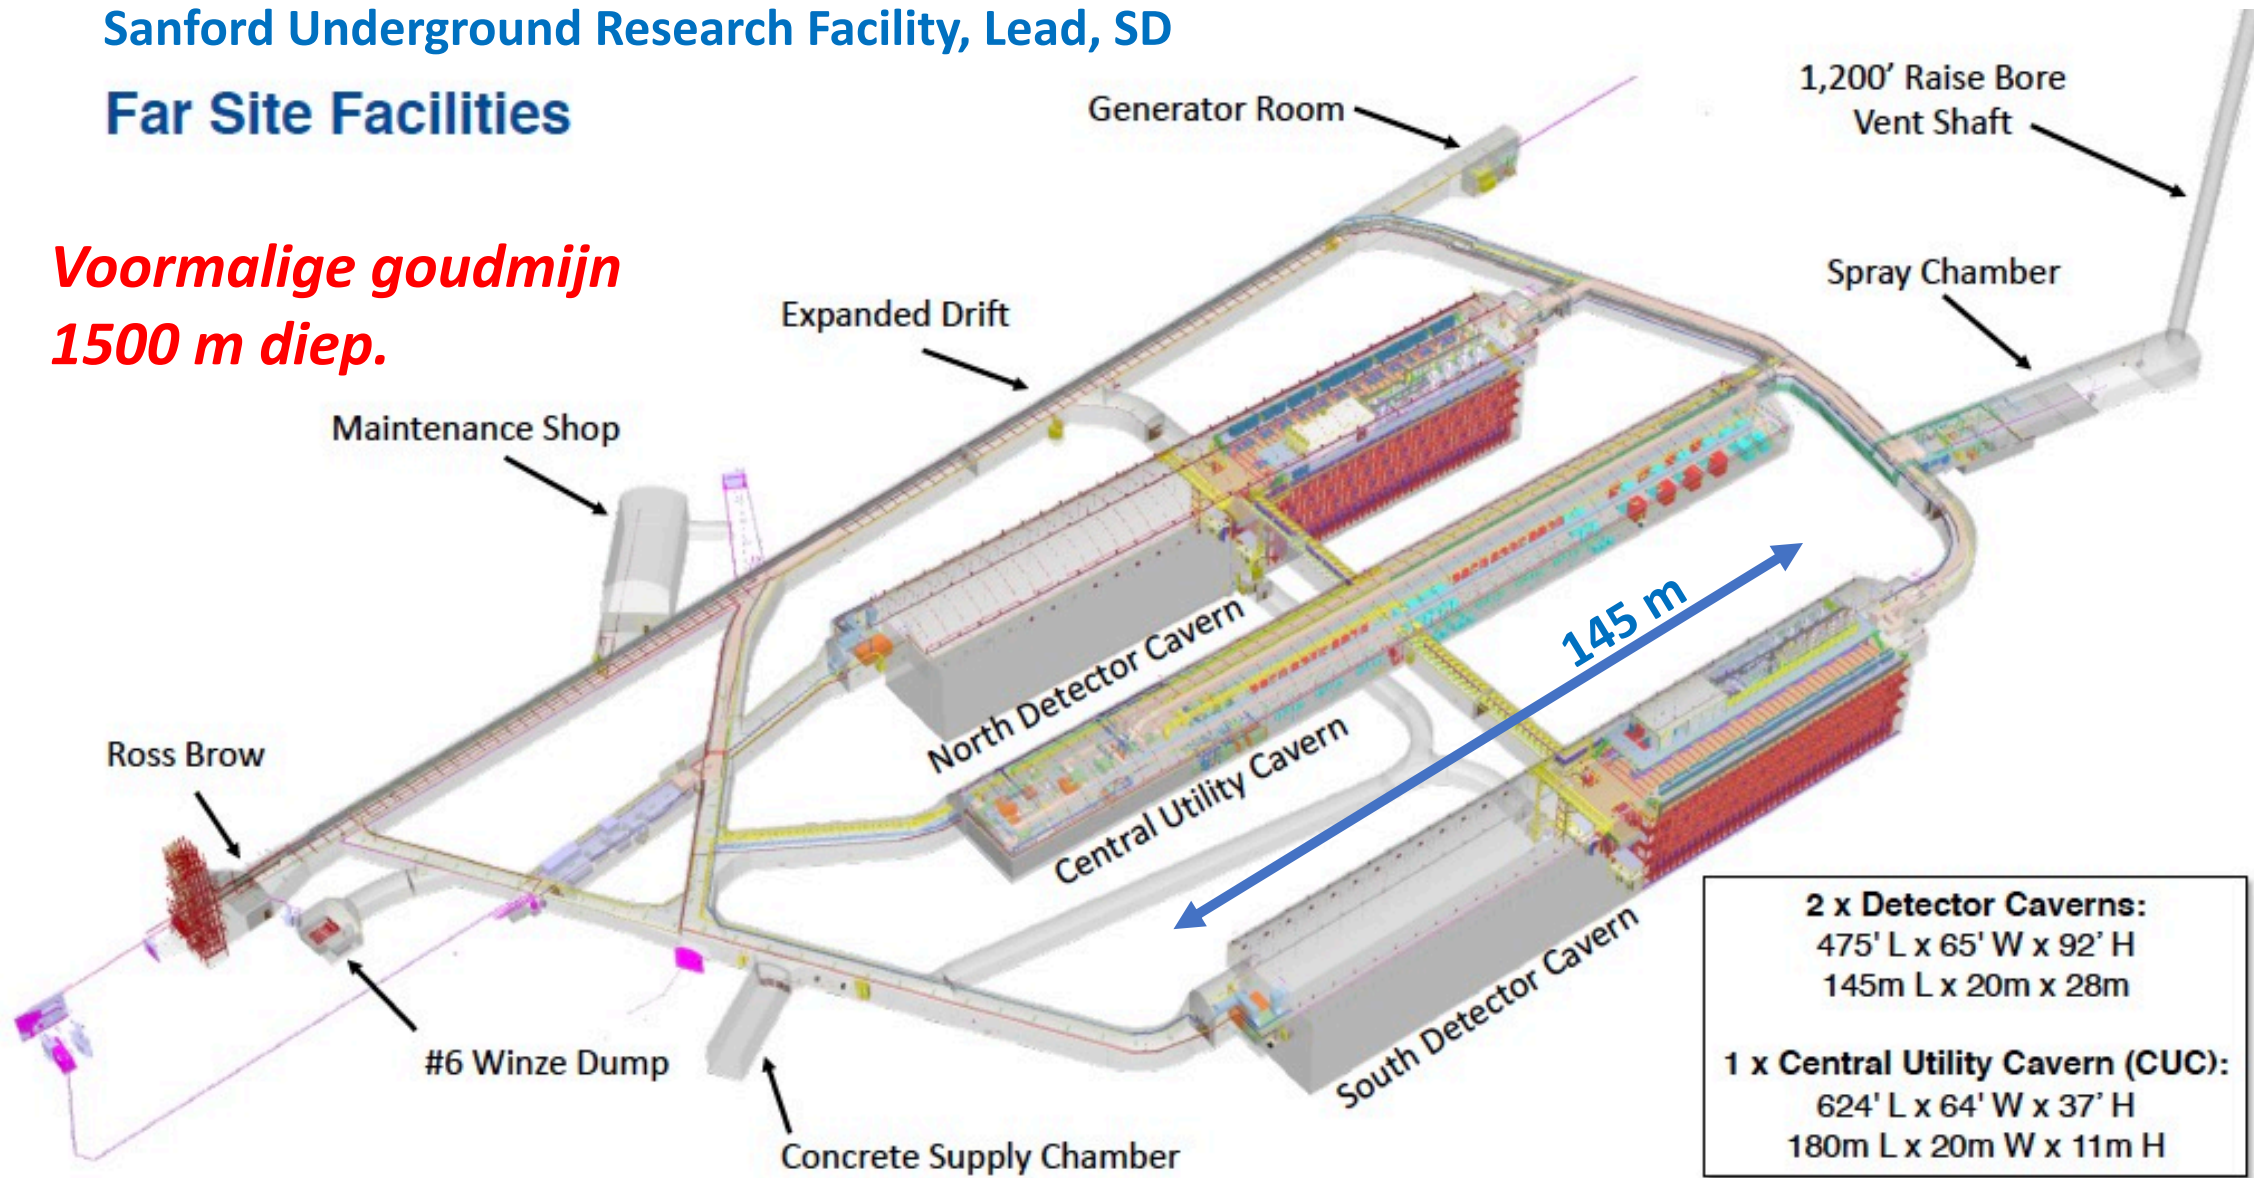 Sanford Underground Research Facility, Lead, SD
Far Site Facilities
Voormalige goudmijn
1500 m diep.
Generator Room
1,200’ Raise Bore
Vent Shaft
Spray Chamber
Expanded Drift
Maintenance Shop
Ross Brow
North Detector Cavern
Central Utility Cavern
145 m
South Detector Cavern
#6 Winze Dump
Concrete Supply Chamber
2 x Detector Caverns:
475' L x 65' W x 92’ H
145m L x 20m x 28m
1 x Central Utility Cavern (CUC):
624' L x 64' W x 37’ H
180m L x 20m W x 11m H